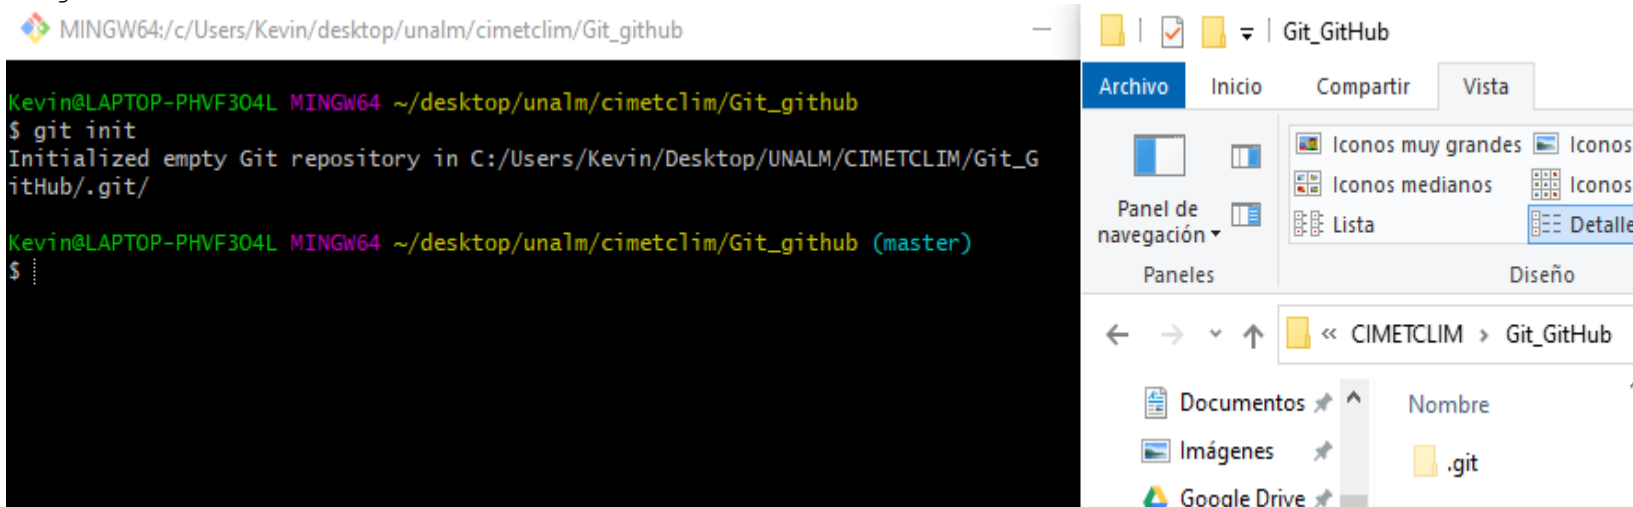 MINGW64:/c/Users/Kevin/desktop/unalm/cimetclim/Git_github
Kevin@LAPTOP-PHVF3O4L MINGW64 ~/desktop/unalm/cimetclim/Git_github
$ git init
Initialized empty Git repository in C:/Users/Kevin/Desktop/UNALM/CIMETCLIM/Git_G
itHub/.git/
Kevin@LAPTOP-PHVF3O4L MINGW64 ~/desktop/unalm/cimetclim/Git_github (master)
$
Git_GitHub
Archivo Inicio Compartir Vista
Iconos muy grandes Iconos
Iconos medianos Iconos
Lista Detalle
Panel de
navegación
Paneles Diseño
« CIMETCLIM > Git_GitHub
Documentos
Imágenes
Google Drive
Nombre
.git